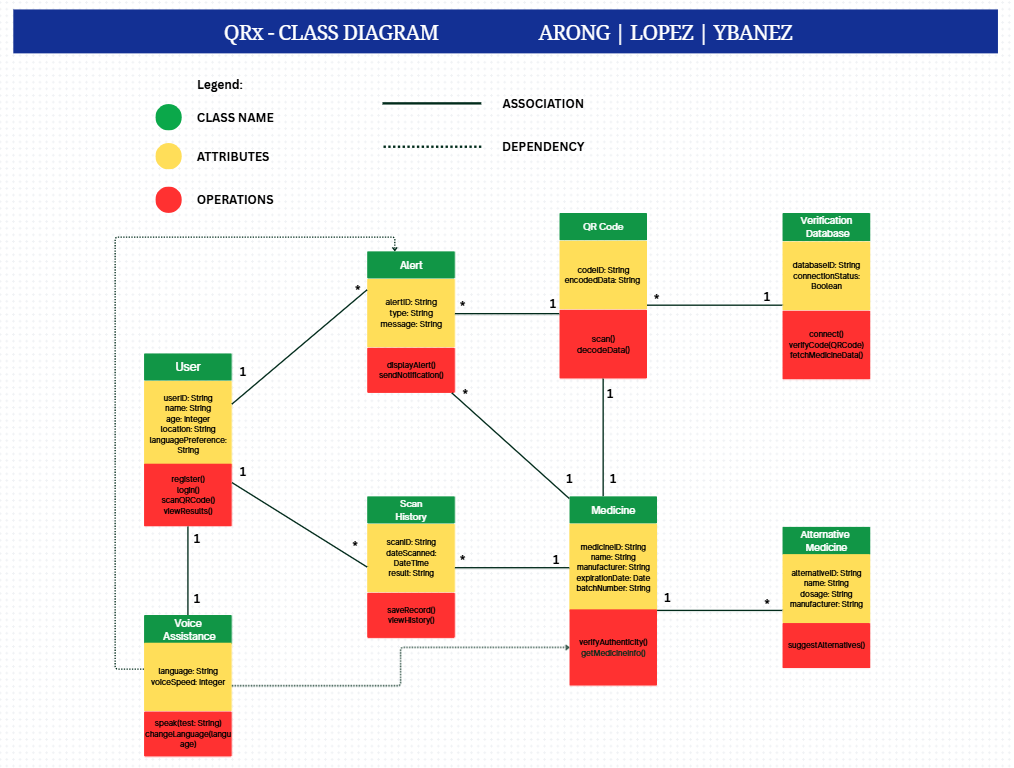 QRx - CLASS DIAGRAM
ARONG | LOPEZ | YBANEZ
Legend:
CLASS NAME
ATTRIBUTES
OPERATIONS
ASSOCIATION
DEPENDENCY
QR Code
codeID: String
encodedData: String
scan()
decodeData()
Verification
Database
databaseID: String
connectionStatus:
Boolean
connect()
verifyCode(QRCode)
fetchMedicineData()
Alert
alertID: String
type: String
message: String
displayAlert()
sendNotification()
*
*
1
*
1
*
1
1
1
1
User
userID: String
name: String
age: Integer
location: String
languagePreference:
String
register()
login()
scanQRCode()
viewResults()
1
1
*
Scan
History
scanID: String
dateScanned:
DateTime
result: String
saveRecord()
viewHistory()
*
1
Medicine
medicineID: String
name: String
manufacturer: String
expirationDate: Date
batchNumber: String
verifyAuthenticity()
getMedicineInfo()
1
*
Alternative
Medicine
alternativeID: String
name: String
dosage: String
manufacturer: String
suggestAlternatives()
1
1
Voice
Assistance
language: String
voiceSpeed: Integer
speak(test: String)
changeLanguage(langu
age)